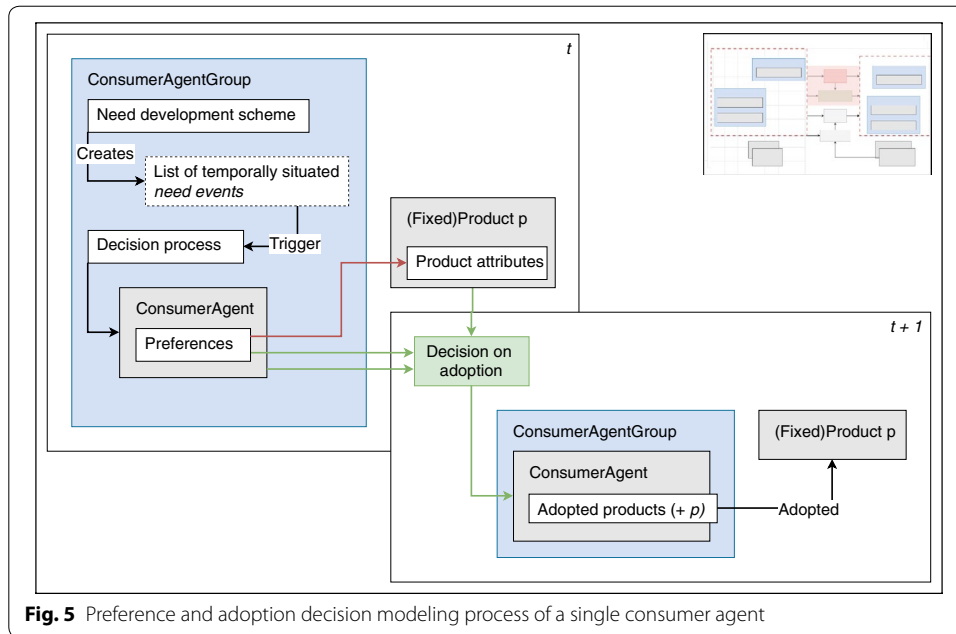 t
ConsumerAgentGroup
Need development scheme
Creates
List of temporally situated
need events
Trigger
Decision process
(Fixed)Product p
Product attributes
ConsumerAgent
Preferences
t + 1
Decision on
adoption
ConsumerAgentGroup
(Fixed)Product p
ConsumerAgent
Adopted products (+ p)
Adopted
Fig. 5 Preference and adoption decision modeling process of a single consumer agent